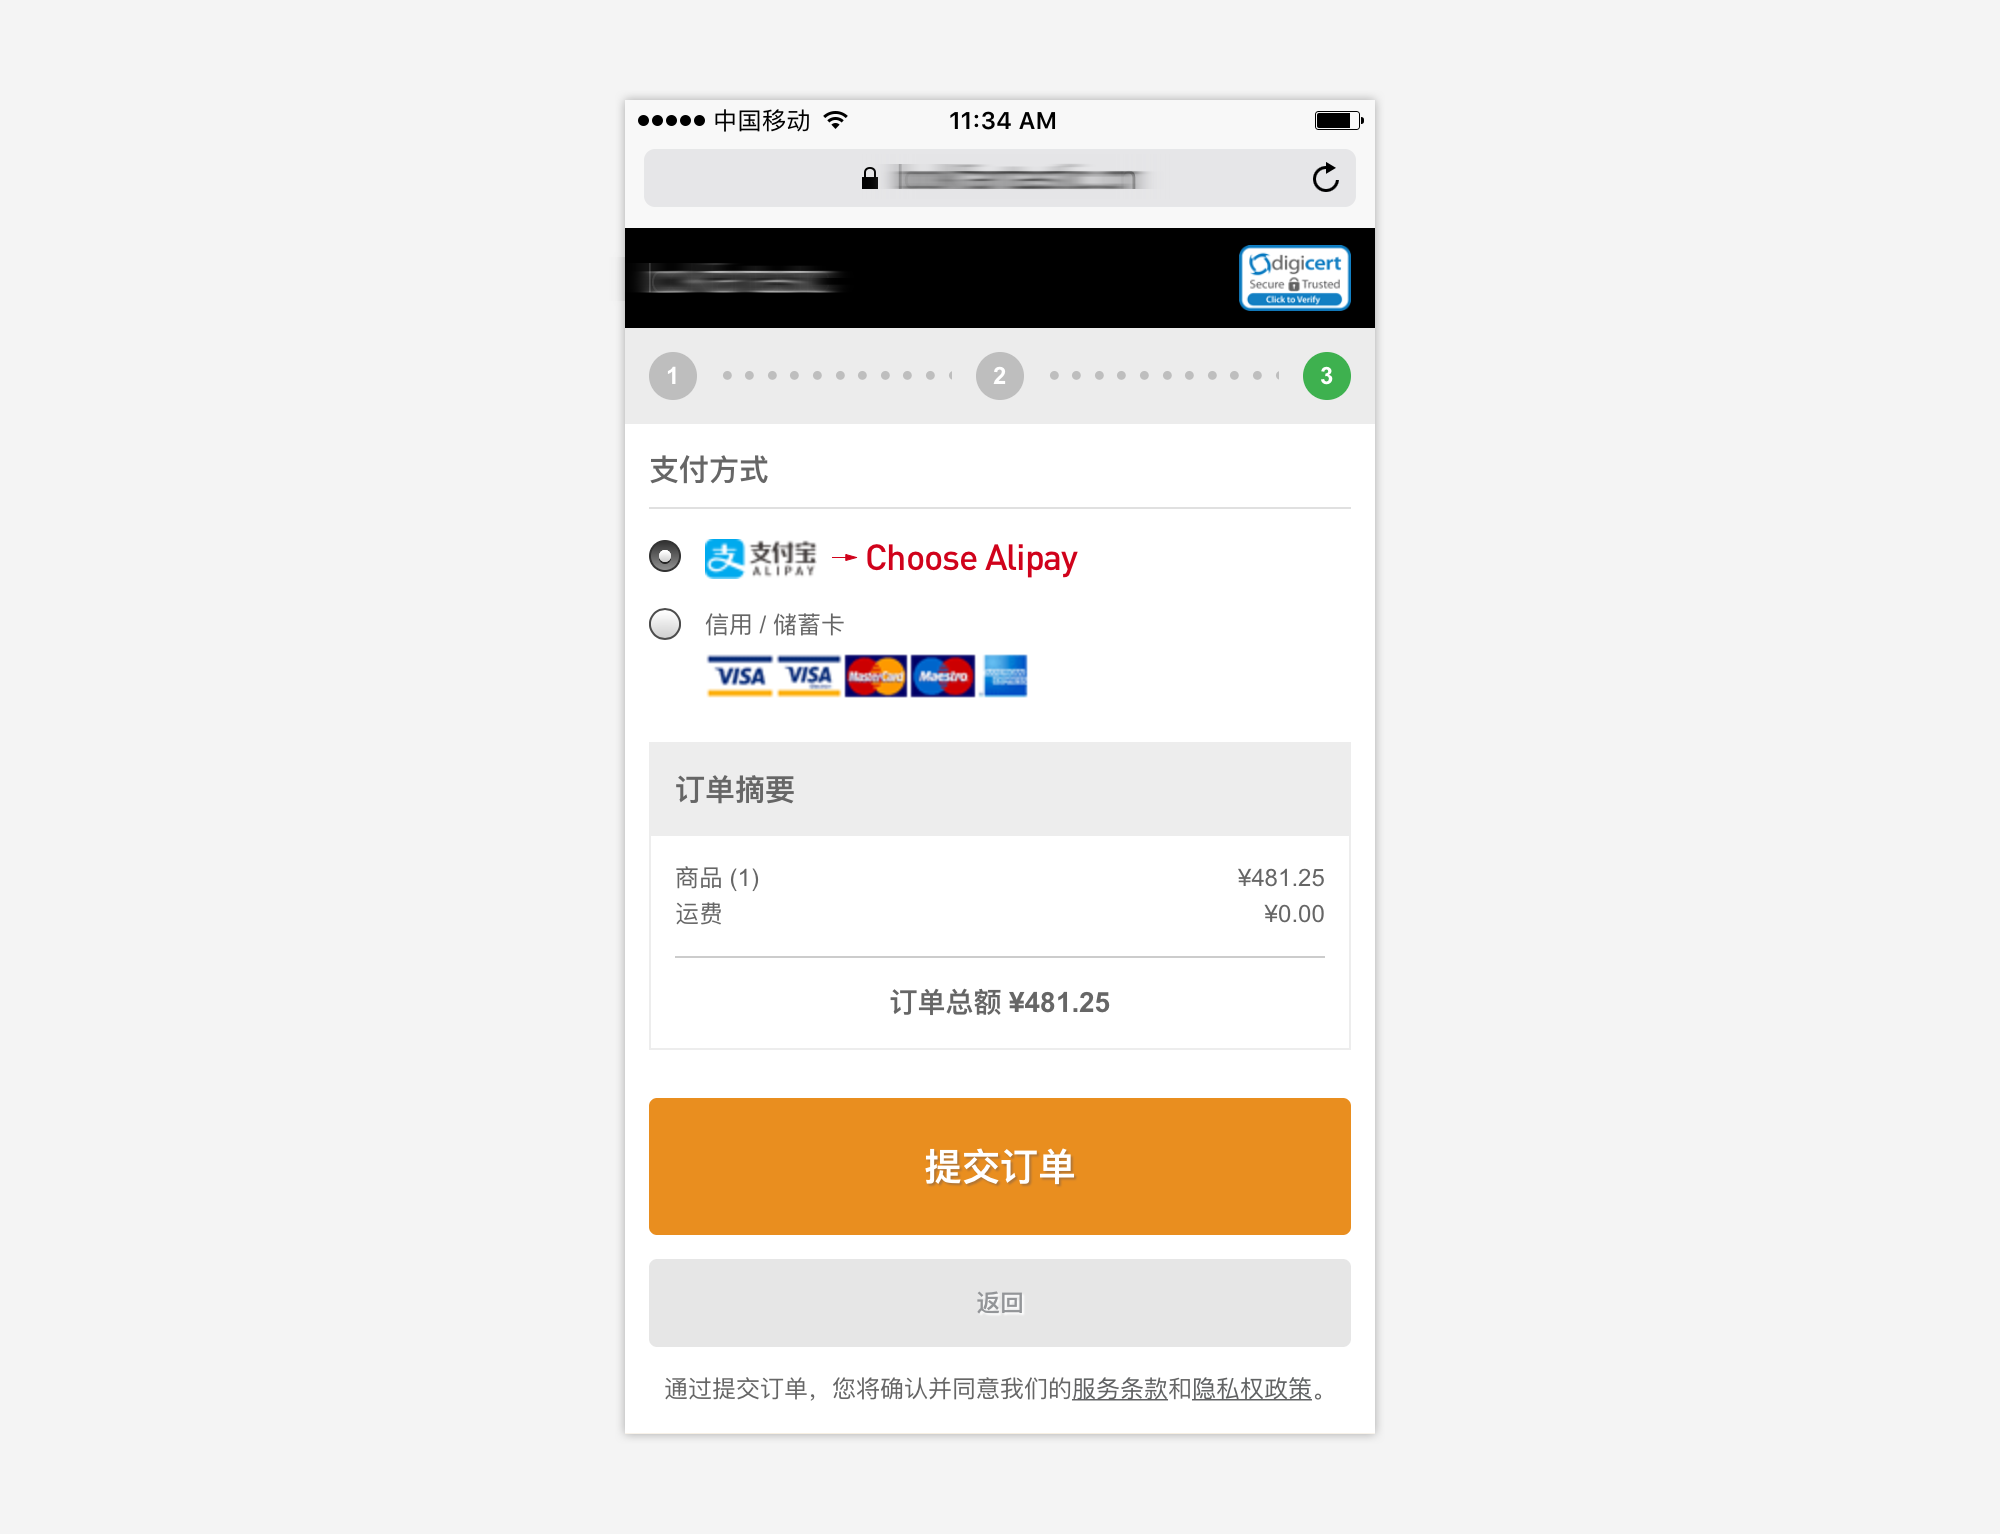 中国移动 11:34 AM
digicert
Secure Trusted
Click to Verify
1 2 3
支付方式
支 支付宝 → Choose Alipay
ALIPAY
信用 / 储蓄卡
VISA VISA MasterCard Maestro AMERICAN EXPRESS
订单摘要
商品 (1) ¥481.25
运费 ¥0.00
订单总额 ¥481.25
提交订单
返回
通过提交订单，您将确认并同意我们的服务条款和隐私权政策。